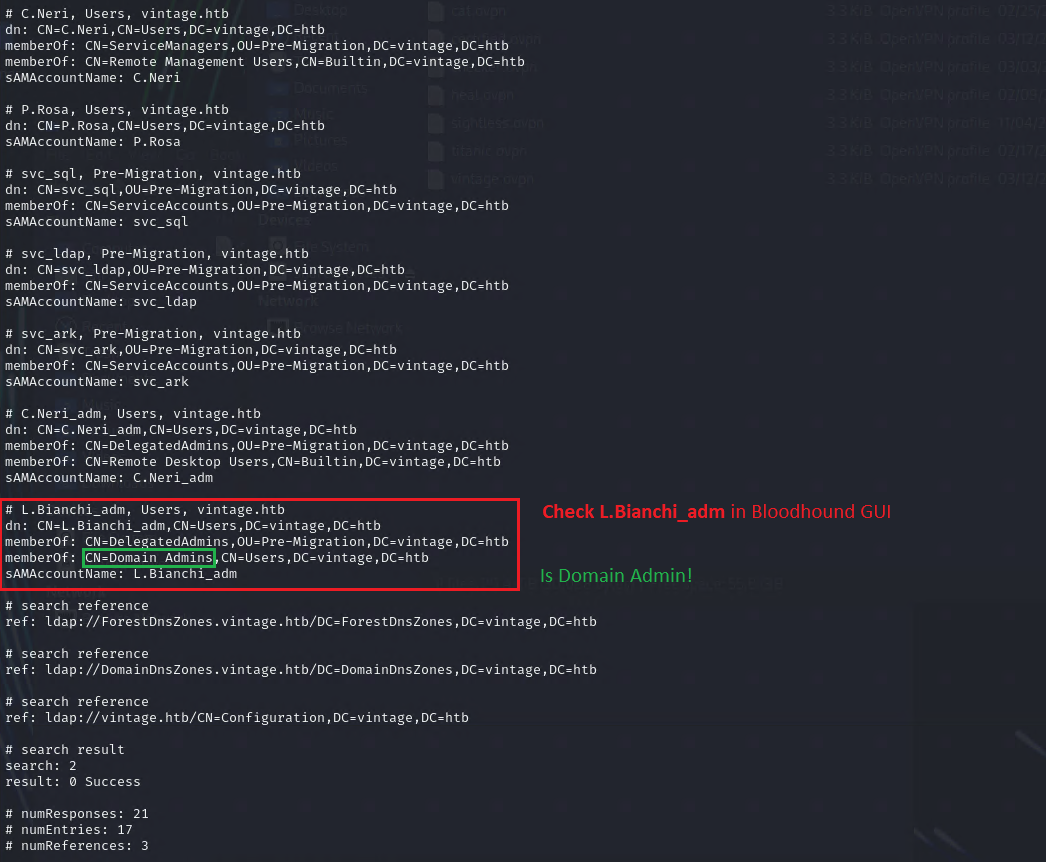 # C.Neri, Users, vintage.htb
dn: CN=C.Neri,CN=Users,DC=vintage,DC=htb
memberOf: CN=ServiceManagers,OU=Pre-Migration,DC=vintage,DC=htb
memberOf: CN=Remote Management Users,CN=Builtin,DC=vintage,DC=htb
sAMAccountName: C.Neri
# P.Rosa, Users, vintage.htb
dn: CN=P.Rosa,CN=Users,DC=vintage,DC=htb
sAMAccountName: P.Rosa
# svc_sql, Pre-Migration, vintage.htb
dn: CN=svc_sql,OU=Pre-Migration,DC=vintage,DC=htb
memberOf: CN=ServiceAccounts,OU=Pre-Migration,DC=vintage,DC=htb
sAMAccountName: svc_sql
# svc_ldap, Pre-Migration, vintage.htb
dn: CN=svc_ldap,OU=Pre-Migration,DC=vintage,DC=htb
memberOf: CN=ServiceAccounts,OU=Pre-Migration,DC=vintage,DC=htb
sAMAccountName: svc_ldap
# svc_ark, Pre-Migration, vintage.htb
dn: CN=svc_ark,OU=Pre-Migration,DC=vintage,DC=htb
memberOf: CN=ServiceAccounts,OU=Pre-Migration,DC=vintage,DC=htb
sAMAccountName: svc_ark
# C.Neri_adm, Users, vintage.htb
dn: CN=C.Neri_adm,CN=Users,DC=vintage,DC=htb
memberOf: CN=DelegatedAdmins,OU=Pre-Migration,DC=vintage,DC=htb
memberOf: CN=Remote Desktop Users,CN=Builtin,DC=vintage,DC=htb
sAMAccountName: C.Neri_adm
# L.Bianchi_adm, Users, vintage.htb
Check L.Bianchi_adm in Bloodhound GUI
dn: CN=L.Bianchi_adm,CN=Users,DC=vintage,DC=htb
memberOf: CN=DelegatedAdmins,OU=Pre-Migration,DC=vintage,DC=htb
memberOf: CN=Domain Admins,CN=Users,DC=vintage,DC=htb
sAMAccountName: L.Bianchi_adm
Is Domain Admin!
# search reference
ref: ldap://ForestDnsZones.vintage.htb/DC=ForestDnsZones,DC=vintage,DC=htb
# search reference
ref: ldap://DomainDnsZones.vintage.htb/DC=DomainDnsZones,DC=vintage,DC=htb
# search reference
ref: ldap://vintage.htb/CN=Configuration,DC=vintage,DC=htb
# search result
search: 2
result: 0 Success
# numResponses: 21
# numEntries: 17
# numReferences: 3